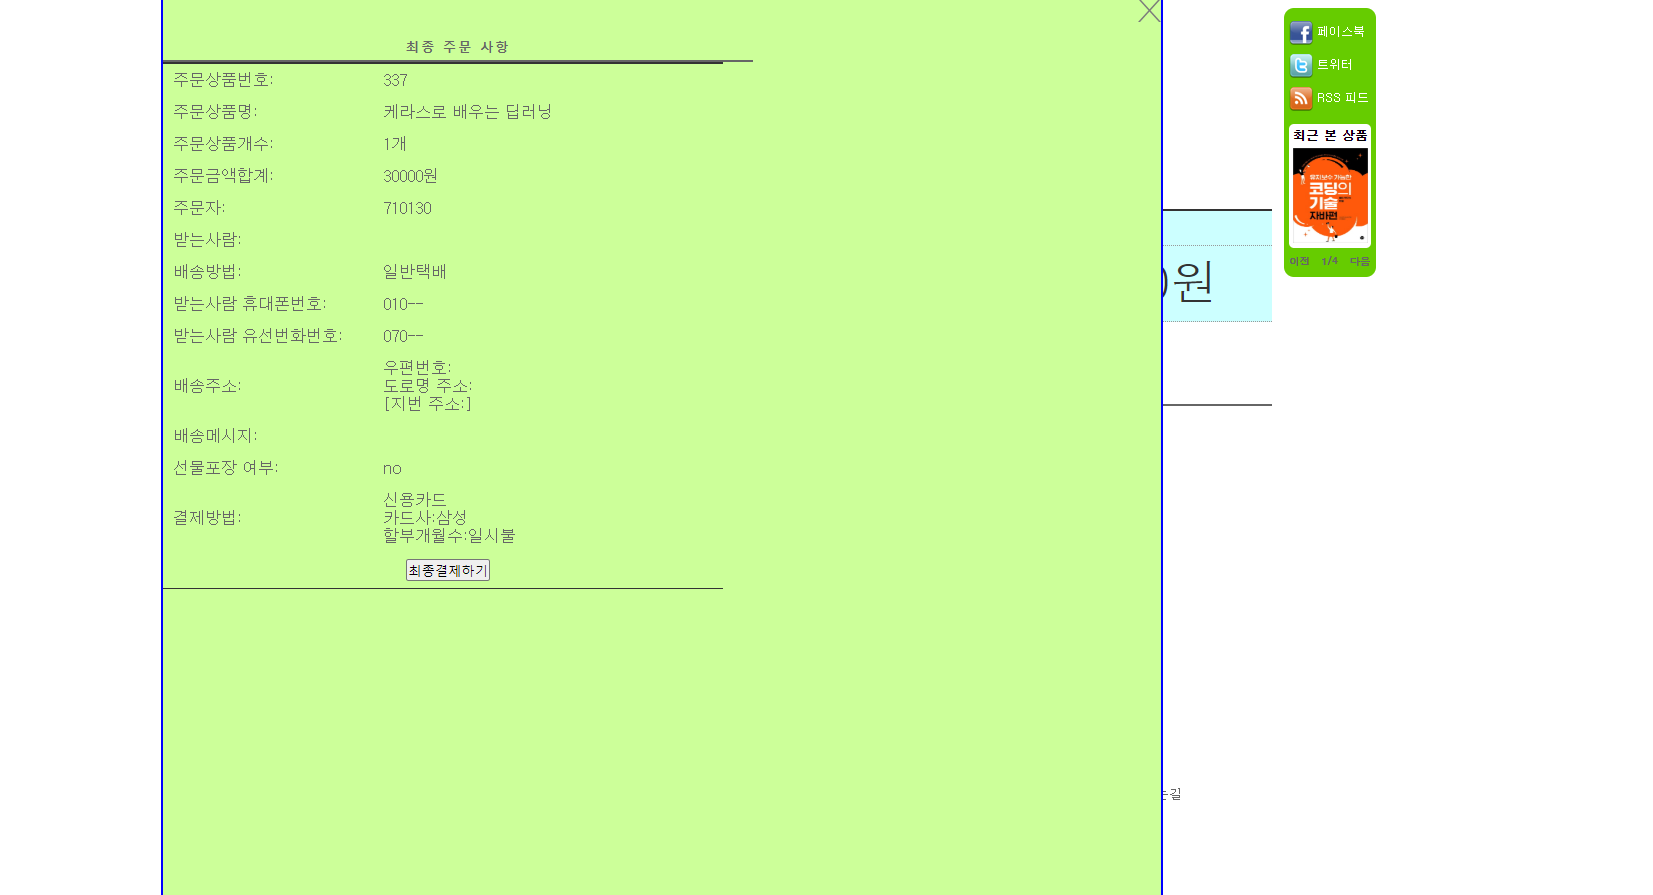 최종 주문 사항
주문상품번호: 337
주문상품명: 케라스로 배우는 딥러닝
주문상품개수: 1개
주문금액합계: 30000원
주문자: 710130
받는사람:
배송방법: 일반택배
받는사람 휴대폰번호: 010--
받는사람 유선번화번호: 070--
배송주소:
우편번호:
도로명 주소:
[지번 주소:]
배송메시지:
선물포장 여부: no
결제방법:
신용카드
카드사:삼성
할부개월수:일시불
최종결제하기
원
는길
페이스북
트위터
RSS 피드
최근 본 상품
유지보수 가능한
코딩의
기술
자바편
이전 1/4 다음